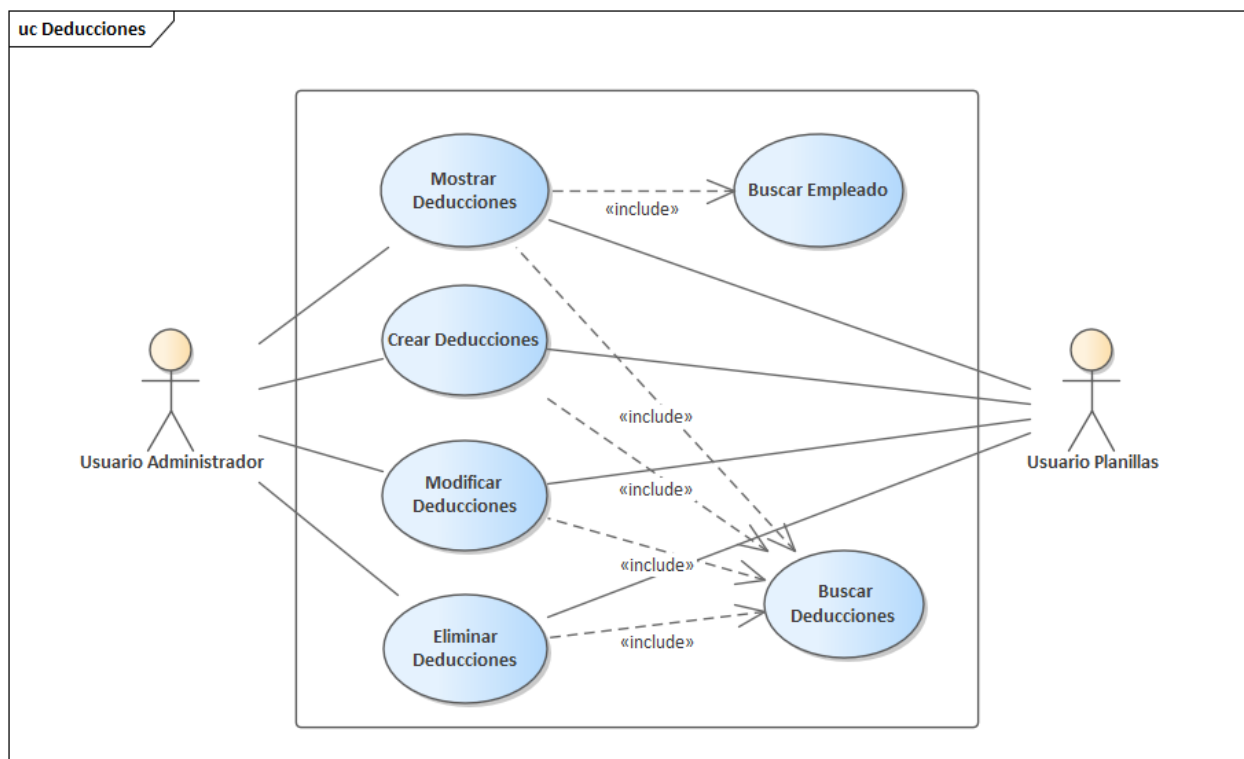 uc Deducciones
Mostrar
Deducciones
Buscar Empleado
«include»
Crear Deducciones
«include»
Usuario Administrador
Usuario Planillas
Modificar
Deducciones
«include»
«include»
Buscar
Deducciones
Eliminar
Deducciones
«include»